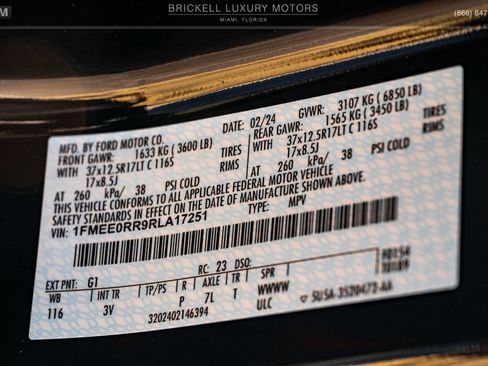 BRICKELL LUXURY MOTORS
MIAMI, FLORIDA
(866) 647
MFD. BY FORD MOTOR CO. DATE: 02/24 GVWR: 3107 KG (6850 LB)
FRONT GAWR: 1633 KG (3600 LB) REAR GAWR: 1565 KG (3450 LB)
WITH 37x12.5R17LT C 116S TIRES WITH 37x12.5R17LT C 116S TIRES
17x8.5J RIMS 17x8.5J RIMS
AT 260 kPa/ 38 PSI COLD AT 260 kPa/ 38 PSI COLD
THIS VEHICLE CONFORMS TO ALL APPLICABLE FEDERAL MOTOR VEHICLE
SAFETY STANDARDS IN EFFECT ON THE DATE OF MANUFACTURE SHOWN ABOVE.
VIN: 1FMEE0RR9RLA17251 TYPE: MPV
EXT PNT: G1 RC: 23 DSO:
WB INT TR TP/PS R AXLE TR SPR
116 3V P 7L T WWWW
3202402146394 ULC